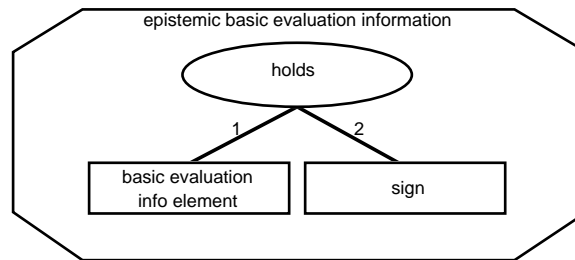 epistemic basic evaluation information
holds
1
2
basic evaluation
info element
sign